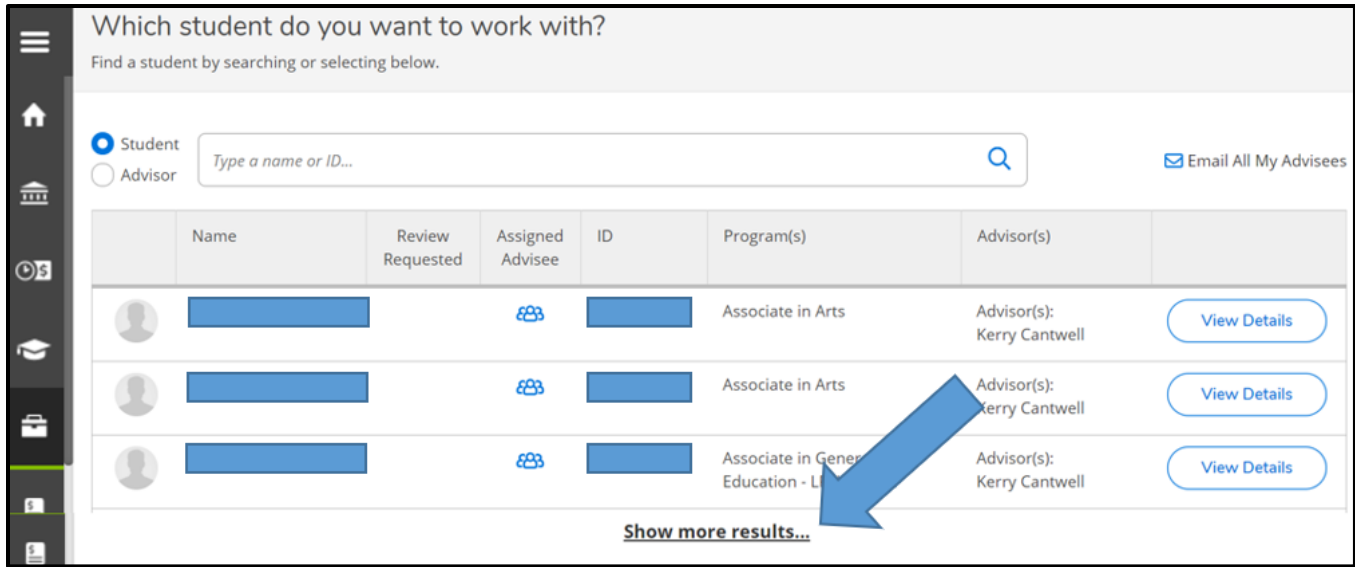 Which student do you want to work with?
Find a student by searching or selecting below.
Student
Advisor
Type a name or ID...
Email All My Advisees
Name
Review
Requested
Assigned
Advisee
ID
Program(s)
Advisor(s)
Associate in Arts
Advisor(s):
Kerry Cantwell
View Details
Associate in Arts
Advisor(s):
Kerry Cantwell
View Details
Associate in
Education -
Advisor(s):
Kerry Cantwell
View Details
Show more results...